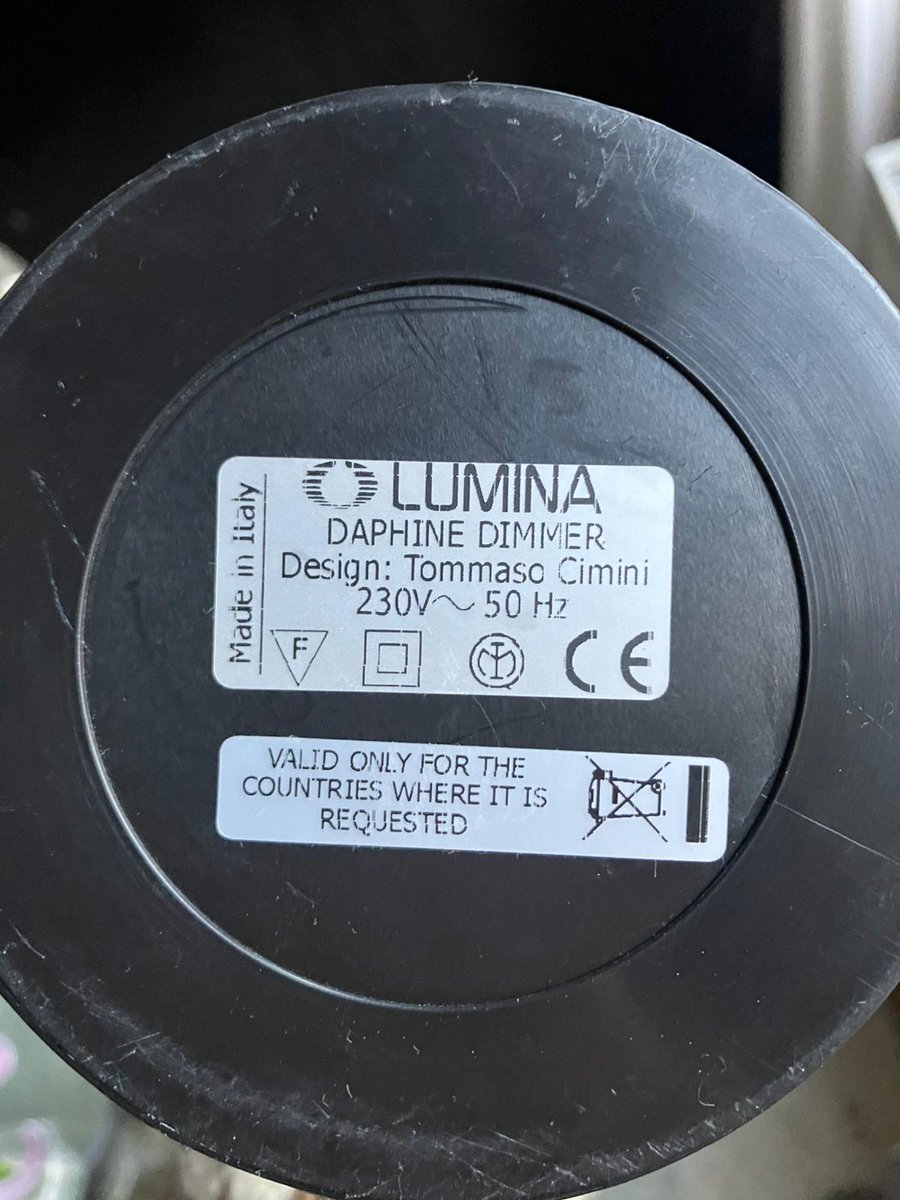 LUMINA
DAPHINE DIMMER
Design: Tommaso Cimini
230V~ 50 Hz
F
CE
Made in Italy
VALID ONLY FOR THE
COUNTRIES WHERE IT IS
REQUESTED